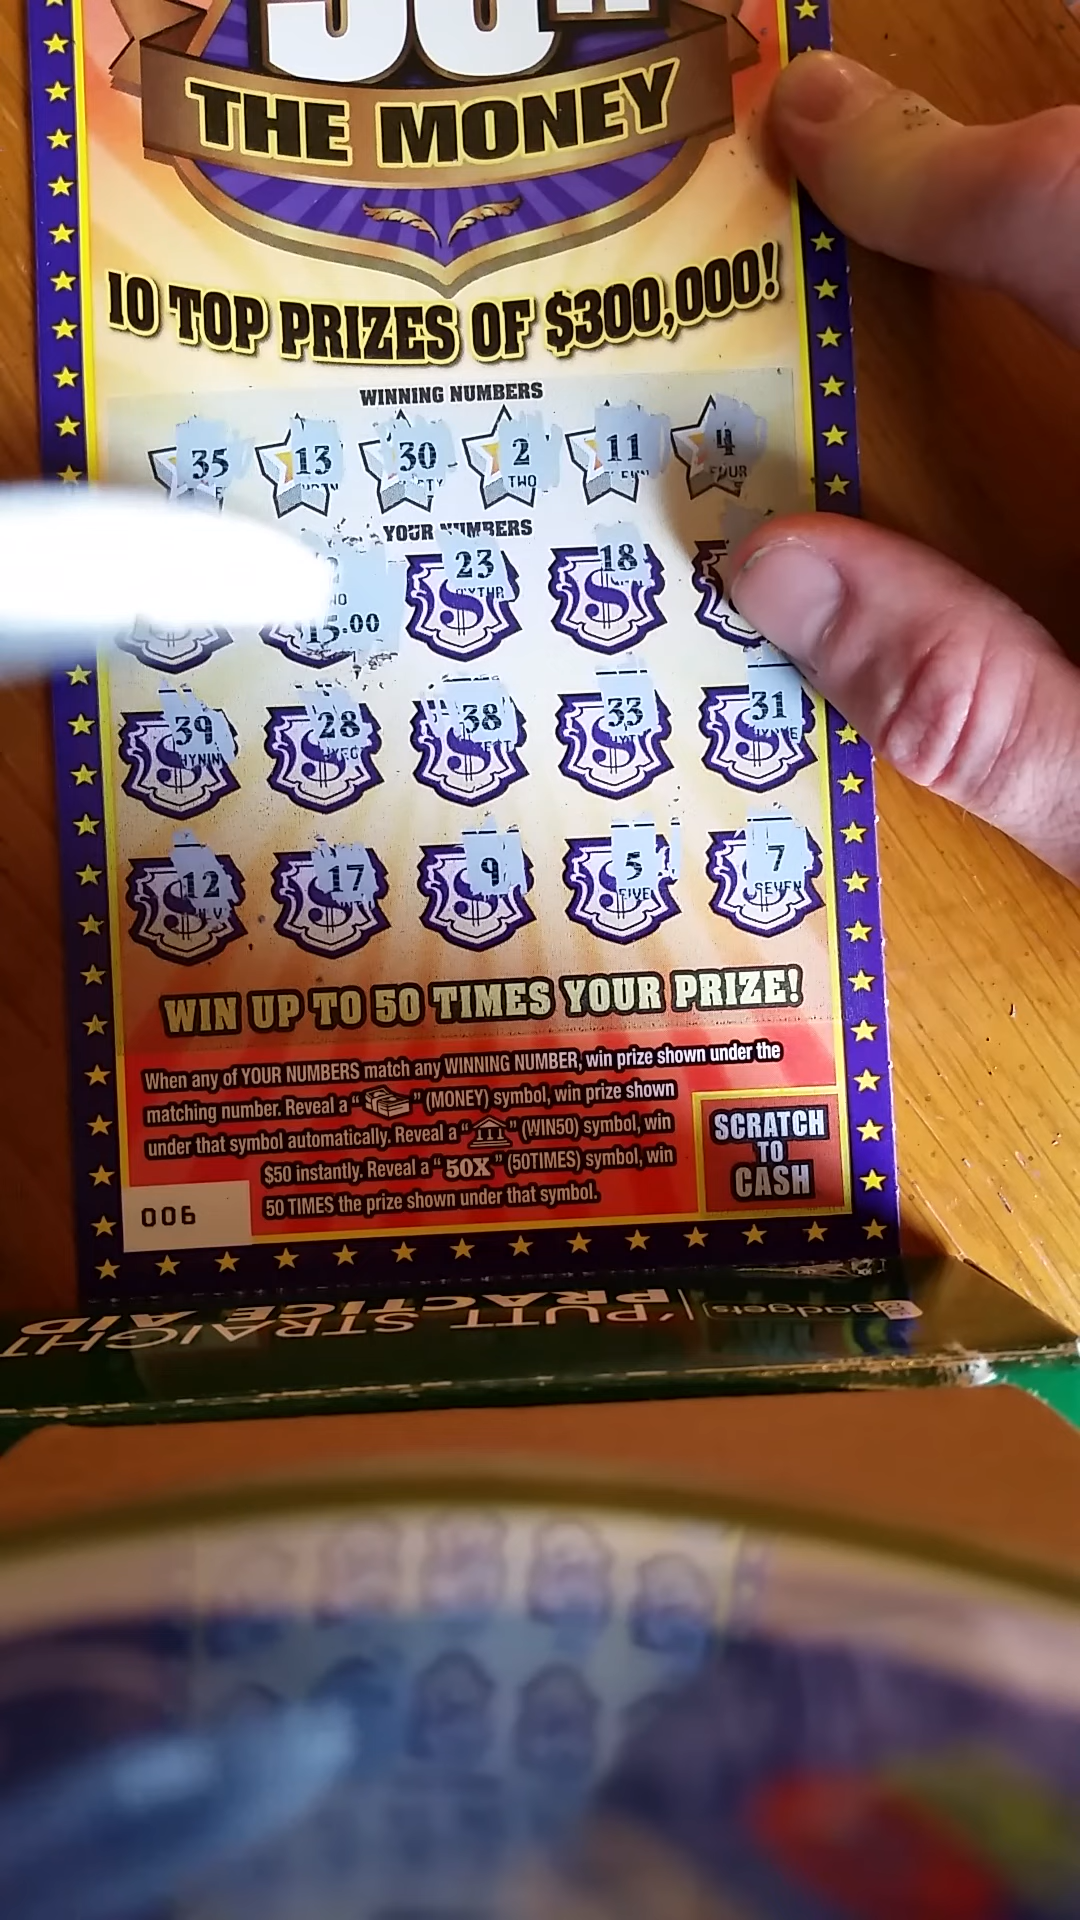 THE MONEY
10 TOP PRIZES OF $300,000!
WINNING NUMBERS
35 13 30 2 11 4
TWO
YOUR NUMBERS
23 18
15.00
39 28 38 33 31
12 17 9 5 7
FIVE SEVEN
WIN UP TO 50 TIMES YOUR PRIZE!
When any of YOUR NUMBERS match any WINNING NUMBER, win prize shown under the
matching number. Reveal a " " (MONEY) symbol, win prize shown
under that symbol automatically. Reveal a " " (WIN50) symbol, win
$50 instantly. Reveal a "50X" (50TIMES) symbol, win
50 TIMES the prize shown under that symbol.
SCRATCH
TO
CASH
006
'PUTT STRAIGHT'
PRACTICE AID
gadgets